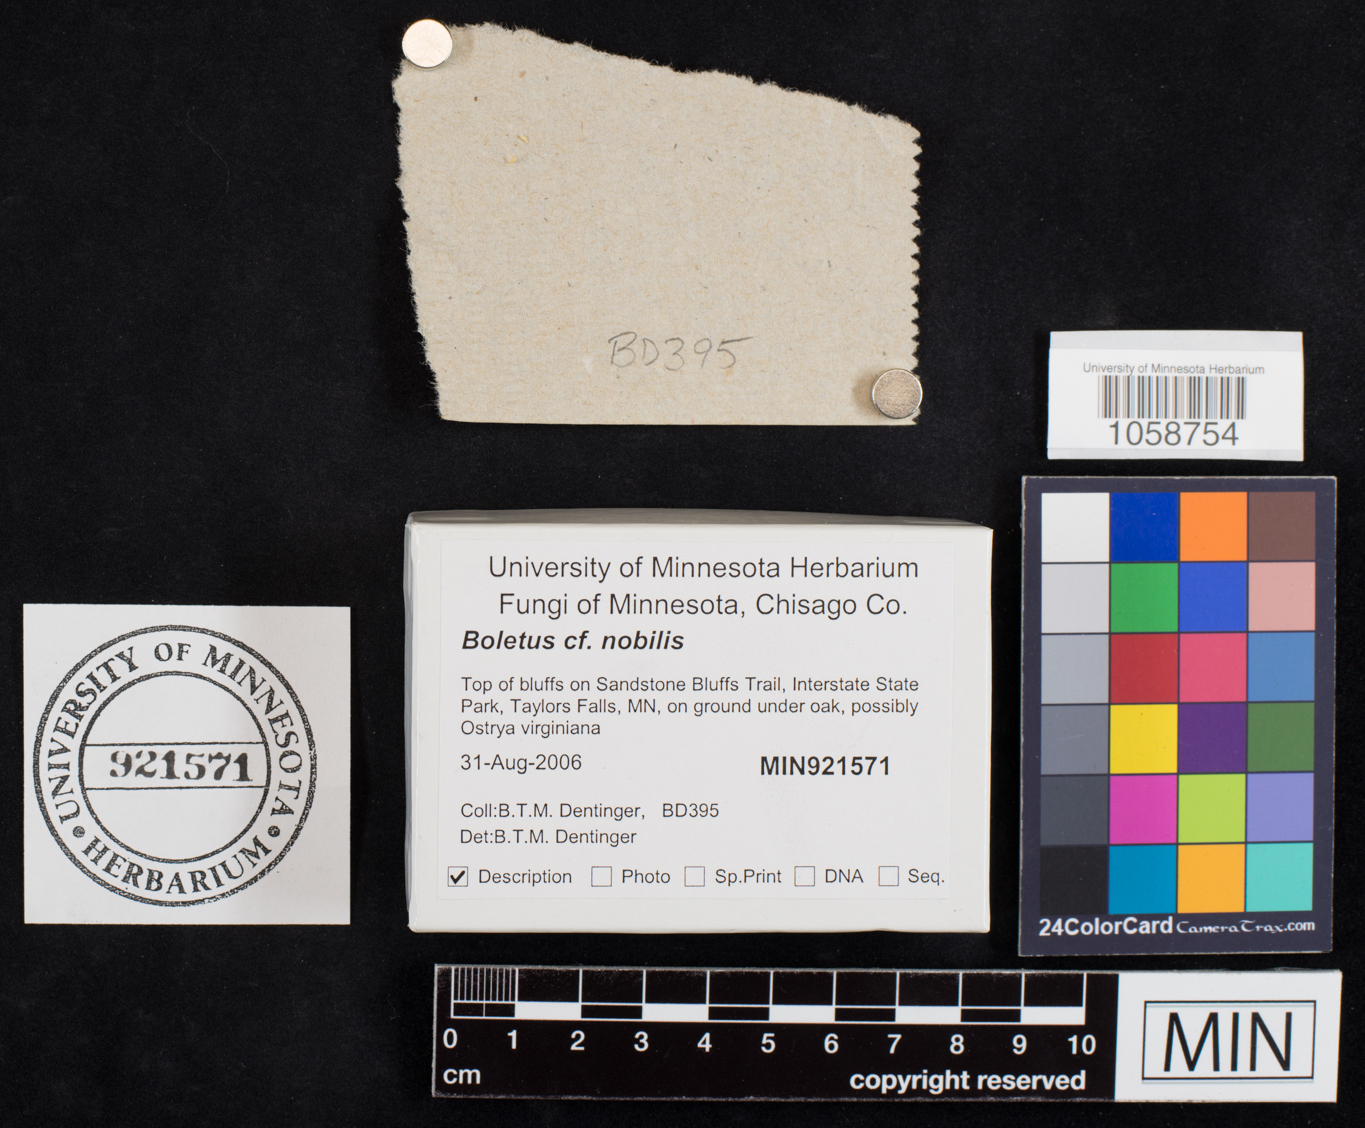 BD395
University of Minnesota Herbarium
1058754
University of Minnesota Herbarium
Fungi of Minnesota, Chisago Co.
Boletus cf. nobilis
Top of bluffs on Sandstone Bluffs Trail, Interstate State
Park, Taylors Falls, MN, on ground under oak, possibly
Ostrya virginiana
31-Aug-2006 MIN921571
Coll:B.T.M. Dentinger, BD395
Det:B.T.M. Dentinger
Description Photo Sp.Print DNA Seq.
UNIVERSITY OF MINNESOTA
921571
HERBARIUM
24ColorCard CameraTrax.com
0 1 2 3 4 5 6 7 8 9 10
cm
copyright reserved
MIN